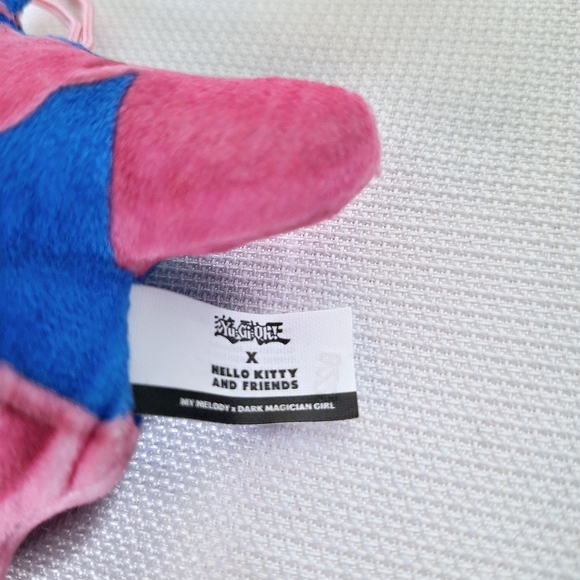 Yu-Gi-Oh!
X
HELLO KITTY
AND FRIENDS
MY MELODY x DARK MAGICIAN GIRL